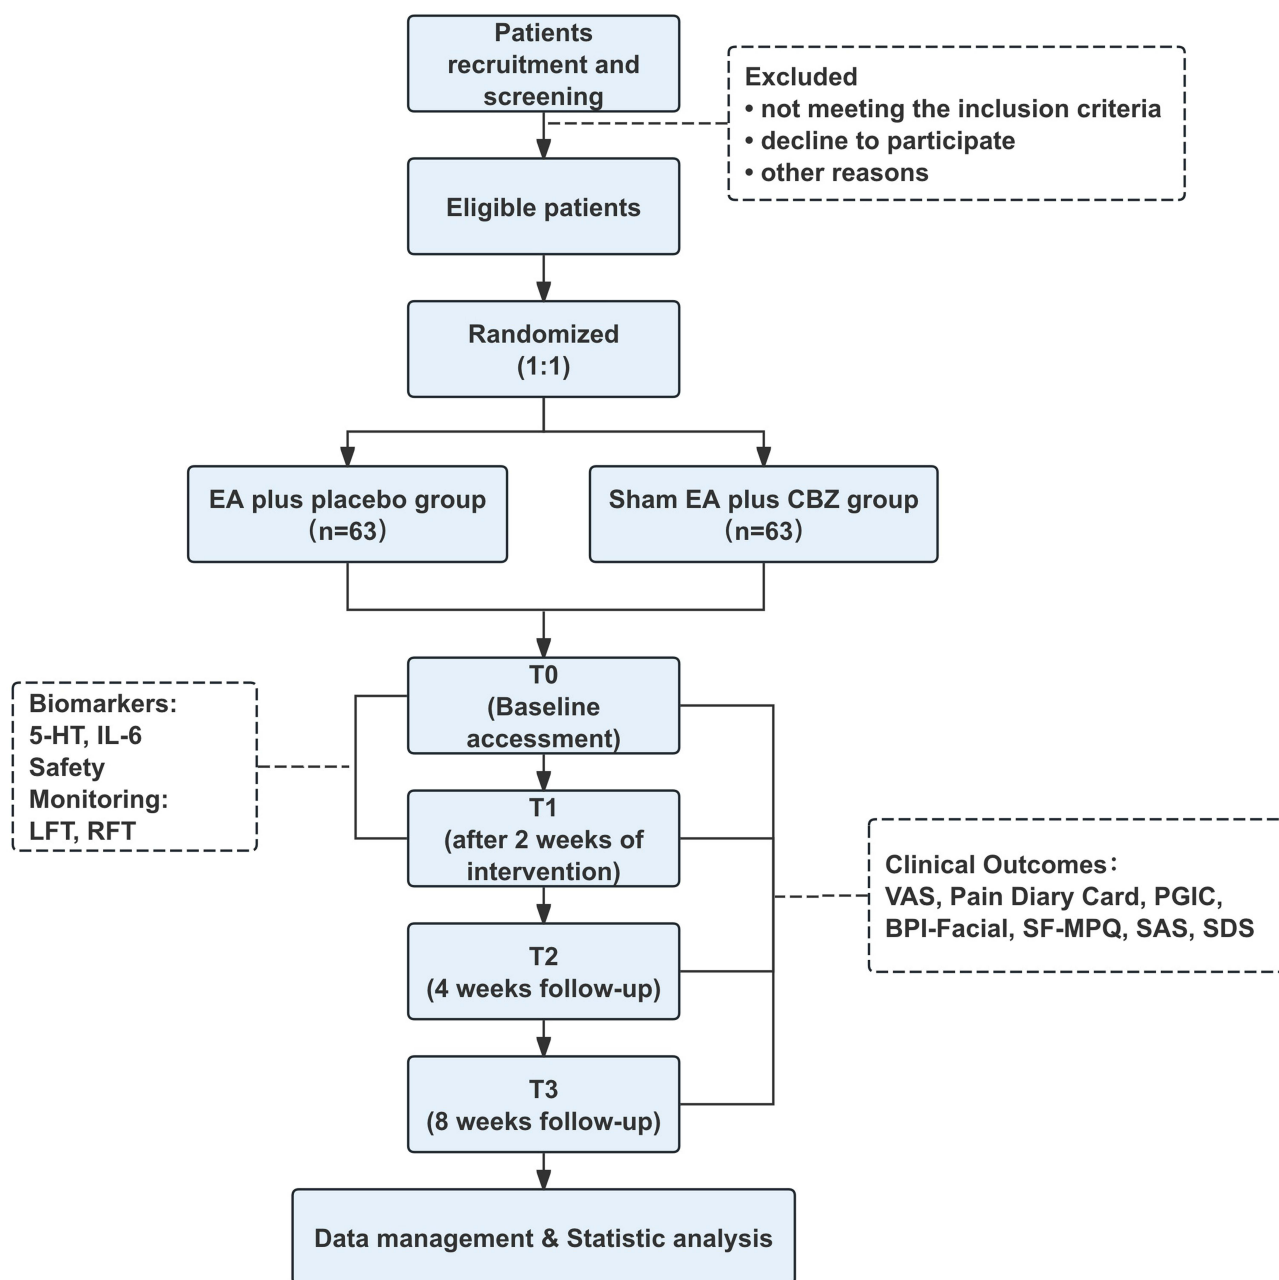 Patients
recruitment and
screening
Excluded
• not meeting the inclusion criteria
• decline to participate
• other reasons
Eligible patients
Randomized
(1:1)
EA plus placebo group
（n=63）
Sham EA plus CBZ group
（n=63）
T0
(Baseline
accessment)
Biomarkers:
5-HT, IL-6
Safety
Monitoring:
LFT, RFT
T1
(after 2 weeks of
intervention)
Clinical Outcomes：
VAS, Pain Diary Card, PGIC,
BPI-Facial, SF-MPQ, SAS, SDS
T2
(4 weeks follow-up)
T3
(8 weeks follow-up)
Data management & Statistic analysis